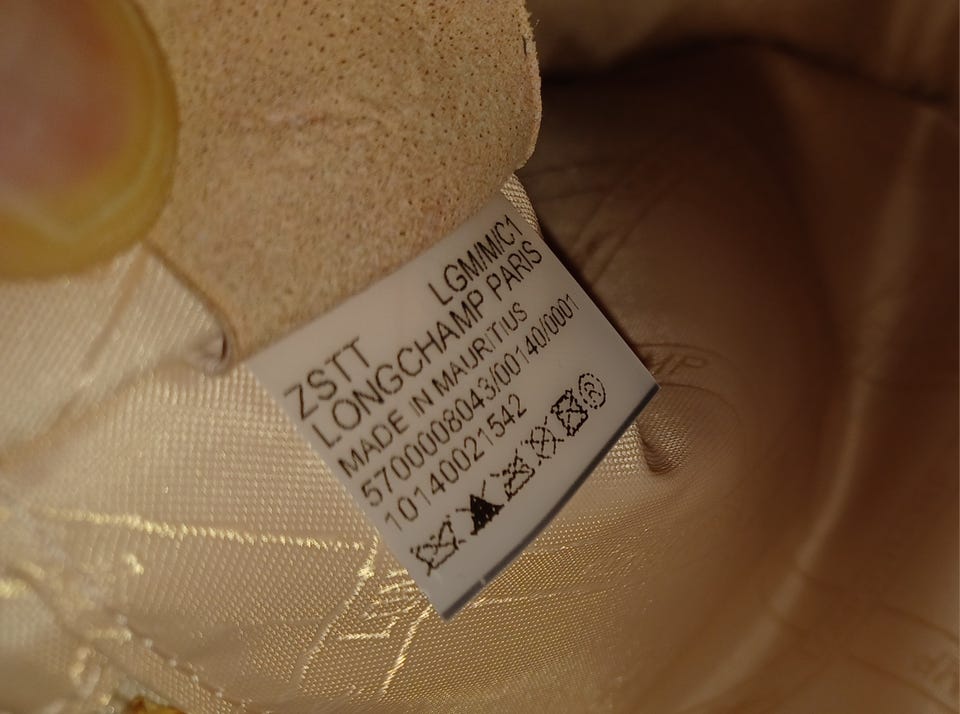 ZSTT LGM/M/C1
LONGCHAMP PARIS
MADE IN MAURITIUS
5700008043/00140/0001
10140021542